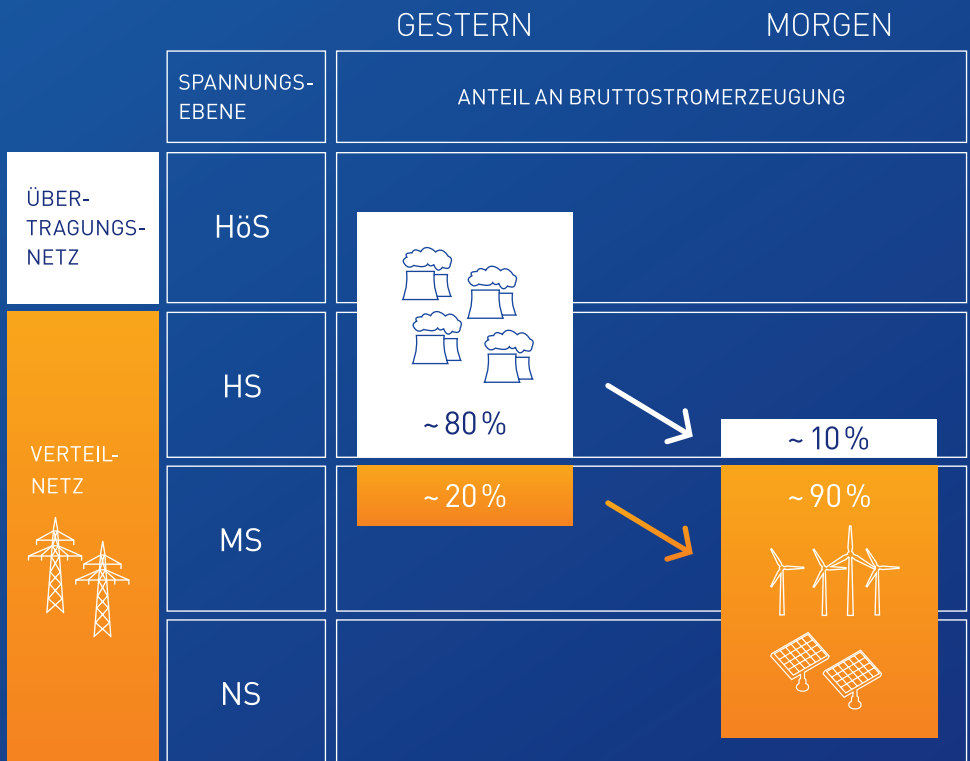 GESTERN
MORGEN
SPANNUNGS-
EBENE
ANTEIL AN BRUTTOSTROMERZEUGUNG
ÜBER-
TRAGUNGS-
NETZ
HöS
HS
~ 80 %
~ 10 %
VERTEIL-
NETZ
~ 20 %
~ 90 %
MS
NS